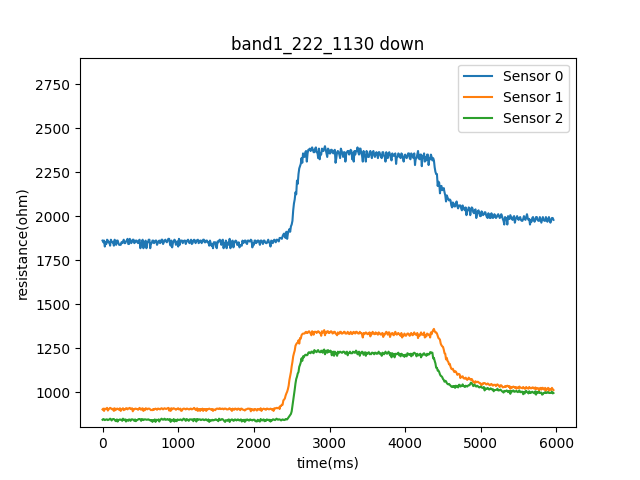 band1_222_1130 down
Sensor 0
Sensor 1
Sensor 2
resistance(ohm)
2750
2500
2250
2000
1750
1500
1250
1000
0 1000 2000 3000 4000 5000 6000
time(ms)